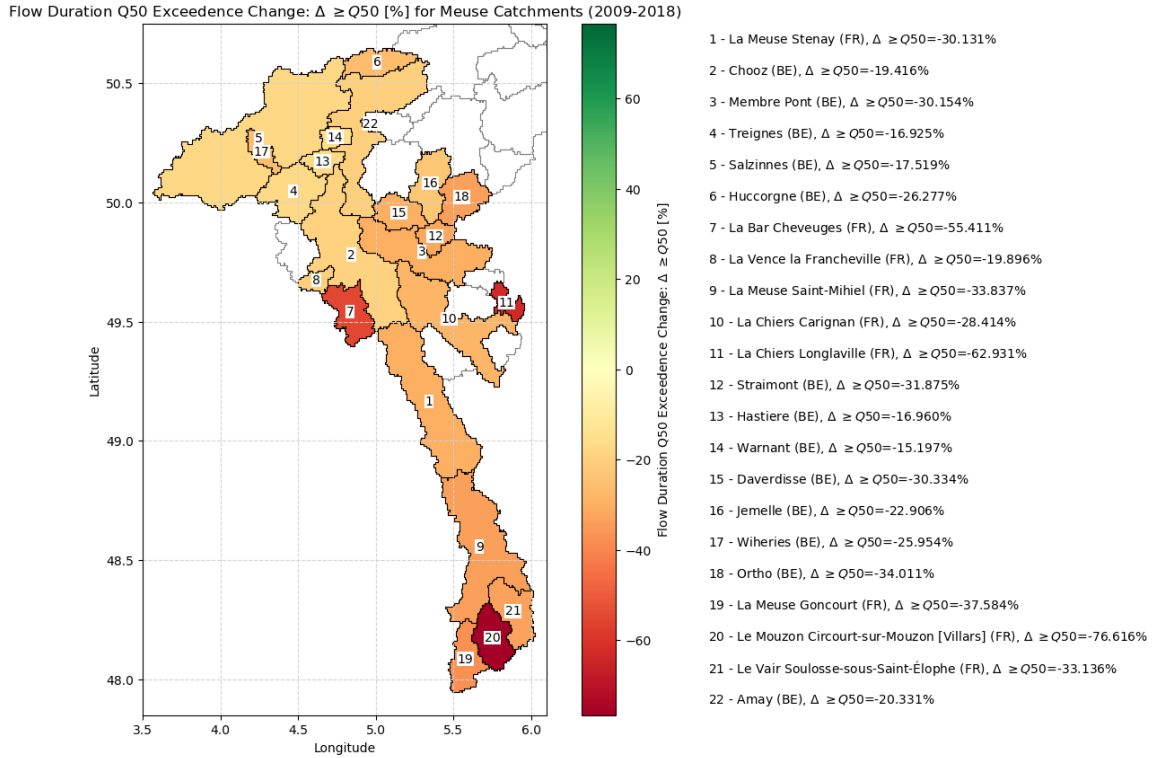 Flow Duration Q50 Exceedence Change: Δ ≥Q50 [%] for Meuse Catchments (2009-2018)
50.5
50.0
49.5
49.0
48.5
48.0
Latitude
3.5
4.0
4.5
5.0
5.5
6.0
Longitude
6
22
5
14
17
13
16
4
18
15
12
2
3
8
11
7
10
1
9
21
20
19
60
40
20
0
−20
−40
−60
Flow Duration Q50 Exceedence Change: Δ ≥Q50 [%]
1 - La Meuse Stenay (FR), Δ ≥Q50=-30.131%
2 - Chooz (BE), Δ ≥Q50=-19.416%
3 - Membre Pont (BE), Δ ≥Q50=-30.154%
4 - Treignes (BE), Δ ≥Q50=-16.925%
5 - Salzinnes (BE), Δ ≥Q50=-17.519%
6 - Huccorgne (BE), Δ ≥Q50=-26.277%
7 - La Bar Cheveuges (FR), Δ ≥Q50=-55.411%
8 - La Vence la Francheville (FR), Δ ≥Q50=-19.896%
9 - La Meuse Saint-Mihiel (FR), Δ ≥Q50=-33.837%
10 - La Chiers Carignan (FR), Δ ≥Q50=-28.414%
11 - La Chiers Longlaville (FR), Δ ≥Q50=-62.931%
12 - Straimont (BE), Δ ≥Q50=-31.875%
13 - Hastiere (BE), Δ ≥Q50=-16.960%
14 - Warnant (BE), Δ ≥Q50=-15.197%
15 - Daverdisse (BE), Δ ≥Q50=-30.334%
16 - Jemelle (BE), Δ ≥Q50=-22.906%
17 - Wiheries (BE), Δ ≥Q50=-25.954%
18 - Ortho (BE), Δ ≥Q50=-34.011%
19 - La Meuse Goncourt (FR), Δ ≥Q50=-37.584%
20 - Le Mouzon Circourt-sur-Mouzon [Villars] (FR), Δ ≥Q50=-76.616%
21 - Le Vair Soulosse-sous-Saint-Élophe (FR), Δ ≥Q50=-33.136%
22 - Amay (BE), Δ ≥Q50=-20.331%